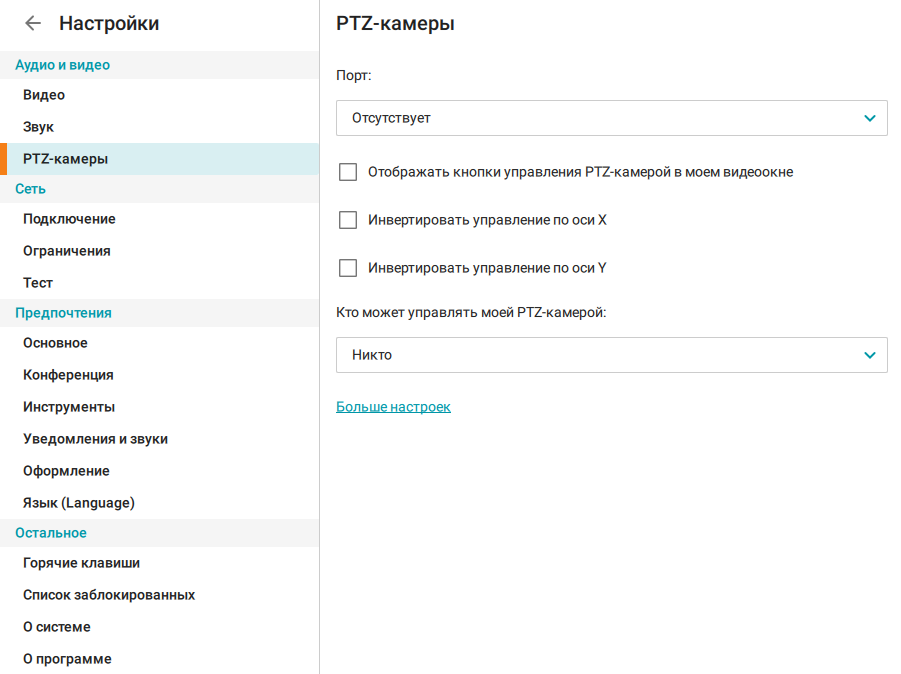 Настройки
Аудио и видео
Видео
Звук
PTZ-камеры
Сеть
Подключение
Ограничения
Тест
Предпочтения
Основное
Конференция
Инструменты
Уведомления и звуки
Оформление
Язык (Language)
Остальное
Горячие клавиши
Список заблокированных
О системе
О программе
PTZ-камеры
Порт:
Отсутствует
Отображать кнопки управления PTZ-камерой в моем видеоокне
Инвертировать управление по оси X
Инвертировать управление по оси Y
Кто может управлять моей PTZ-камерой:
Никто
Больше настроек